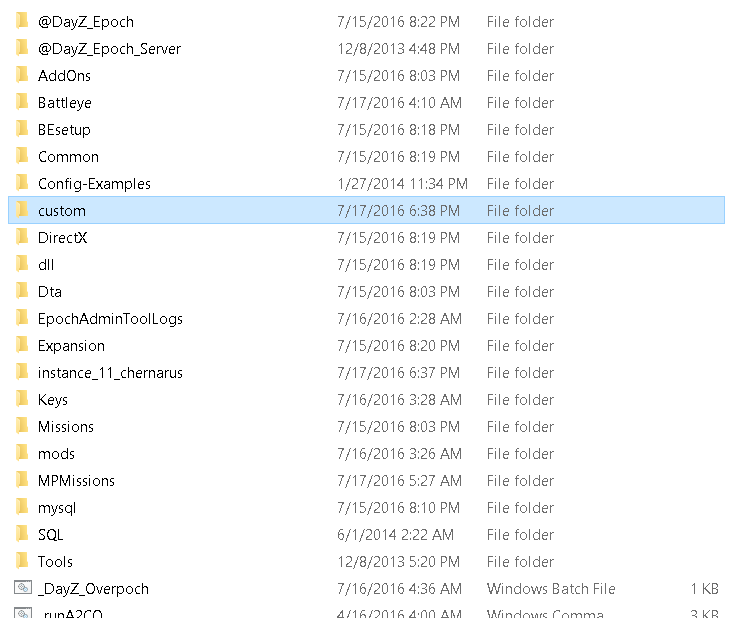 @DayZ_Epoch 7/15/2016 8:22 PM File folder
@DayZ_Epoch_Server 12/8/2013 4:48 PM File folder
AddOns 7/15/2016 8:03 PM File folder
Battleye 7/17/2016 4:10 AM File folder
BEsetup 7/15/2016 8:18 PM File folder
Common 7/15/2016 8:19 PM File folder
Config-Examples 1/27/2014 11:34 PM File folder
custom 7/17/2016 6:38 PM File folder
DirectX 7/15/2016 8:19 PM File folder
dll 7/15/2016 8:19 PM File folder
Dta 7/15/2016 8:03 PM File folder
EpochAdminToolLogs 7/16/2016 2:28 AM File folder
Expansion 7/15/2016 8:20 PM File folder
instance_11_chernarus 7/17/2016 6:37 PM File folder
Keys 7/16/2016 3:28 AM File folder
Missions 7/15/2016 8:03 PM File folder
mods 7/16/2016 3:26 AM File folder
MPMissions 7/17/2016 5:27 AM File folder
mysql 7/15/2016 8:10 PM File folder
SQL 6/1/2014 2:22 AM File folder
Tools 12/8/2013 5:20 PM File folder
_DayZ_Overpoch 7/16/2016 4:36 AM Windows Batch File 1 KB
_runA2CO 4/16/2016 4:00 AM Windows Comma... 3 KB